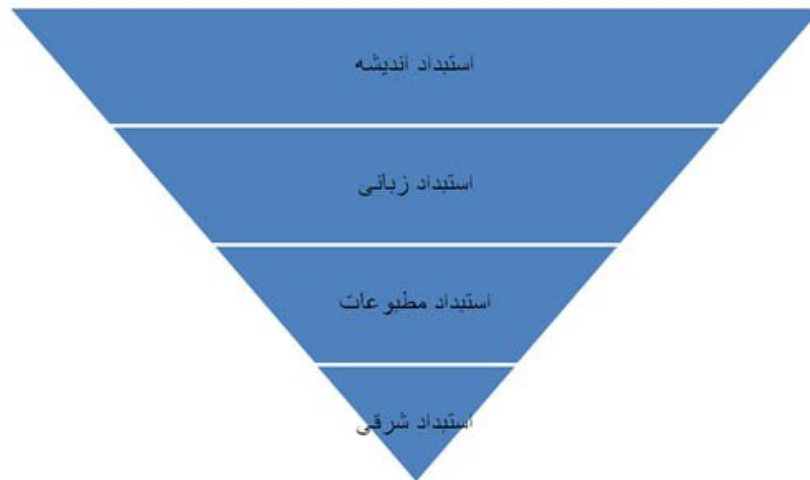 استبداد اندیشه
استبداد زبانی
استبداد مطبوعات
استبداد شرقی